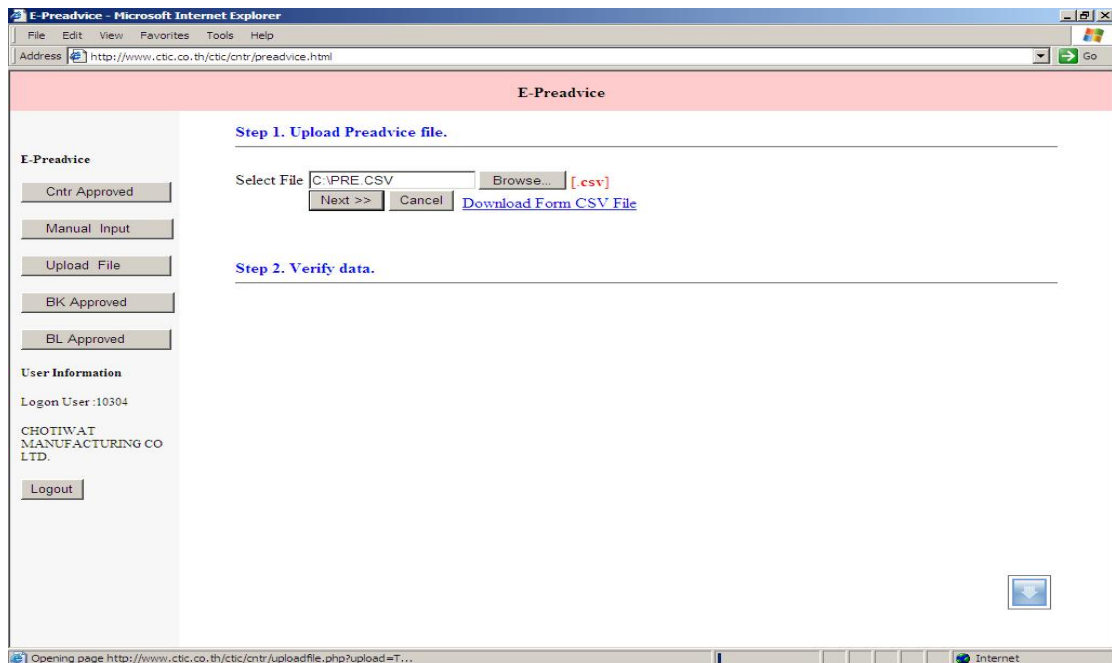 E-Preadvice - Microsoft Internet Explorer
File Edit View Favorites Tools Help
Address http://www.ctic.co.th/ctic/cntr/preadvice.html Go
E-Preadvice
Step 1. Upload Preadvice file.
E-Preadvice
Select File C:\PRE.CSV Browse... [.csv]
Cntr Approved
Next >> Cancel Download Form CSV File
Manual Input
Upload File
Step 2. Verify data.
BK Approved
BL Approved
User Information
Logon User :10304
CHOTIWAT
MANUFACTURING CO
LTD.
Logout
Opening page http://www.ctic.co.th/ctic/cntr/uploadfile.php?upload=T... Internet